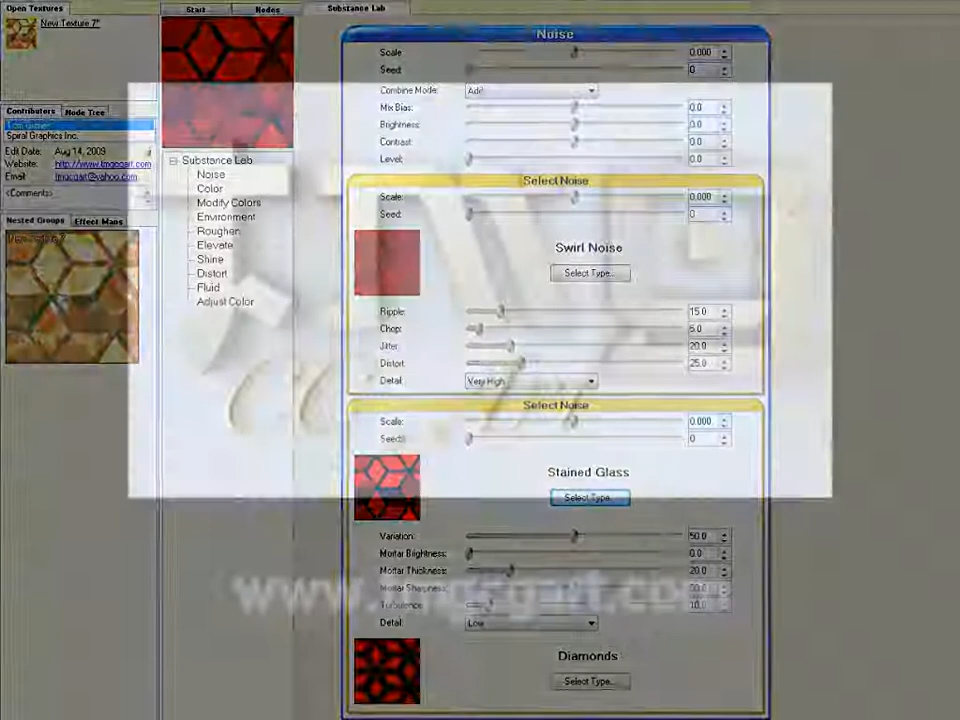 Open Textures
New Texture 7*
Start
Nodes
Substance Lab
Contributors
Node Tree
Spiral Graphics Inc.
Edit Date: Aug 14, 2009
Website:
Email:
<Comments>
Nested Groups
Effect Maps
Substance Lab
Noise
Color
Modify Colors
Environment
Roughen
Elevate
Shine
Distort
Fluid
Adjust Color
Noise
Scale 0.000
Seed: 0
Combine Mode: Add
Mix Bias: 0.0
Brightness: 0.0
Contrast: 0.0
Level: 0.0
Select Noise
Scale: 0.000
Seed: 0
Swirl Noise
Select Type...
Ripple: 15.0
Chop: 5.0
Jitter: 20.0
Distort: 25.0
Detail: Very High
Select Noise
Scale: 0.000
Seed: 0
Stained Glass
Select Type...
Variation: 50.0
Mortar Brightness: 0.0
Mortar Thickness: 20.0
Mortar Sharpness:
Turbulence: 10.0
Detail: Low
Diamonds
Select Type...